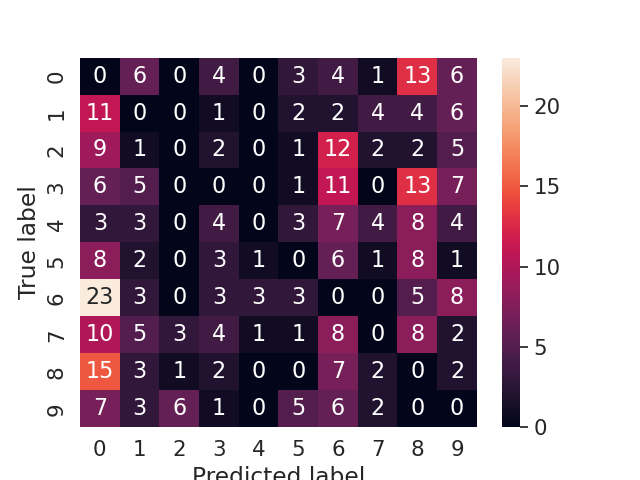 0 0 6 0 4 0 3 4 1 13 6
1 11 0 0 1 0 2 2 4 4 6
2 9 1 0 2 0 1 12 2 2 5
3 6 5 0 0 0 1 11 0 13 7
4 3 3 0 4 0 3 7 4 8 4
5 8 2 0 3 1 0 6 1 8 1
6 23 3 0 3 3 3 0 0 5 8
7 10 5 3 4 1 1 8 0 8 2
8 15 3 1 2 0 0 7 2 0 2
9 7 3 6 1 0 5 6 2 0 0
0 1 2 3 4 5 6 7 8 9
Predicted label
True label
20
15
10
5
0